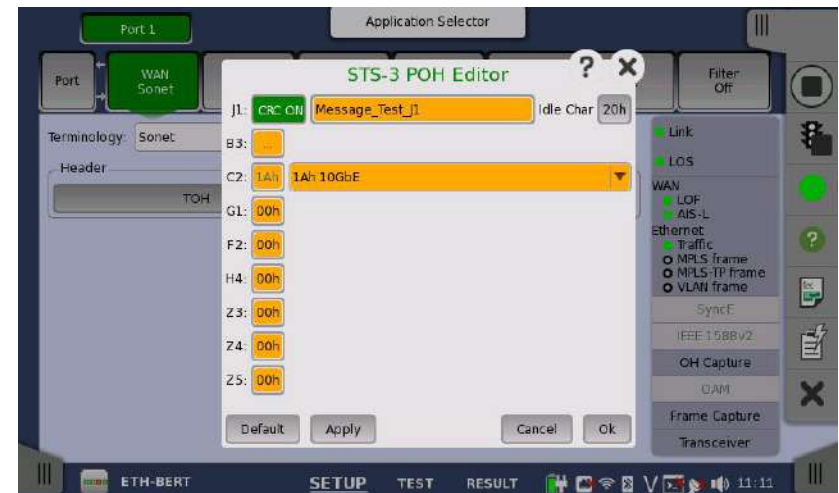 Port 1
Application Selector
Port
WAN
Sonet
Filter
Off
STS-3 POH Editor
? X
J1: CRC ON Message_Test_J1 Idle Char 20h
B3: ...
C2: 1Ah 1Ah 10GbE
G1: 00h
F2: 00h
H4: 00h
Z3: 00h
Z4: 00h
Z5: 00h
Default Apply Cancel Ok
Terminology: Sonet
Header
TOH
Link
LOS
WAN
LOF
AIS-L
Ethernet
Traffic
MPLS frame
MPLS-TP frame
VLAN frame
SyncE
IEEE 1588v2
OH Capture
OAM
Frame Capture
Transceiver
ETH-BERT SETUP TEST RESULT 11:11